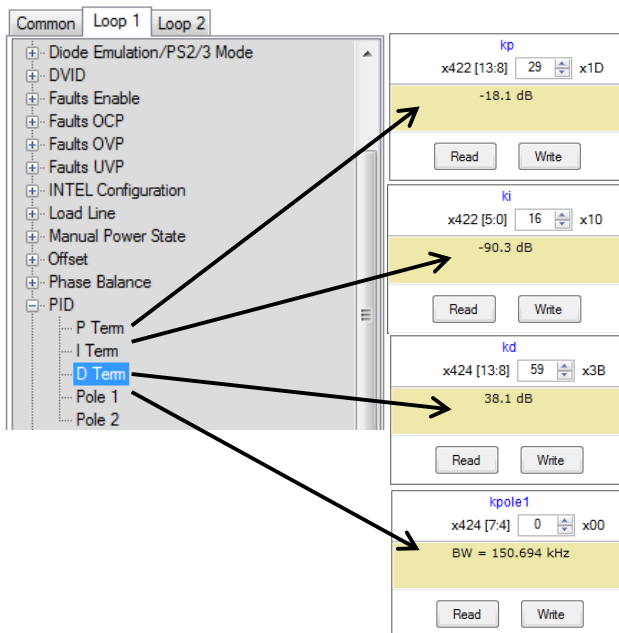 Common Loop 1 Loop 2
Diode Emulation/PS2/3 Mode
DVID
Faults Enable
Faults OCP
Faults OVP
Faults UVP
INTEL Configuration
Load Line
Manual Power State
Offset
Phase Balance
PID
P Term
I Term
D Term
Pole 1
Pole 2
kp
x422 [13:8] 29 x1D
-18.1 dB
Read Write
ki
x422 [5:0] 16 x10
-90.3 dB
Read Write
kd
x424 [13:8] 59 x3B
38.1 dB
Read Write
kpole1
x424 [7:4] 0 x00
BW = 150.694 kHz
Read Write